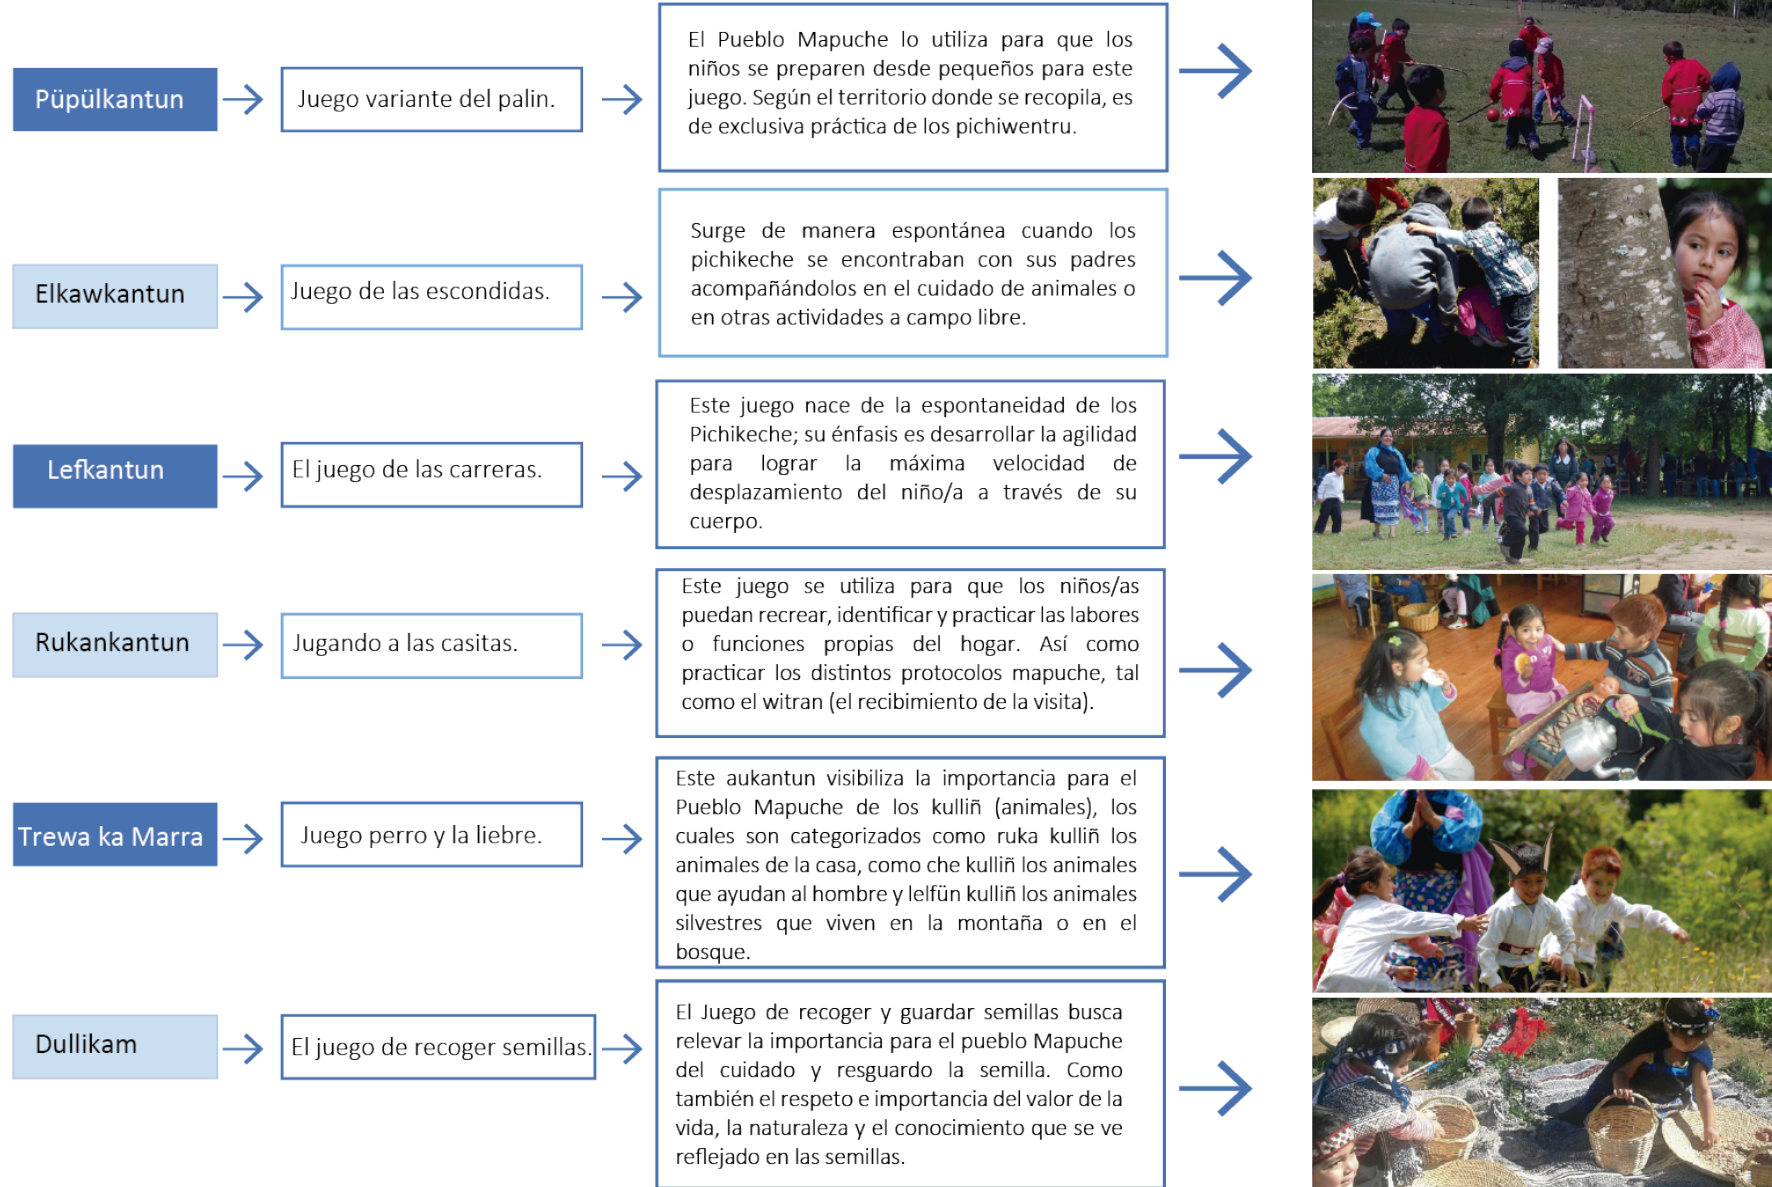 Püpülkantun
Juego variante del palin.
El Pueblo Mapuche lo utiliza para que los
niños se preparen desde pequeños para este
juego. Según el territorio donde se recopila, es
de exclusiva práctica de los pichiwentru.
Elkawkantun
Juego de las escondidas.
Surge de manera espontánea cuando los
pichikeche se encontraban con sus padres
acompañándolos en el cuidado de animales o
en otras actividades a campo libre.
Lefkantun
El juego de las carreras.
Este juego nace de la espontaneidad de los
Pichikeche; su énfasis es desarrollar la agilidad
para lograr la máxima velocidad de
desplazamiento del niño/a a través de su
cuerpo.
Rukankantun
Jugando a las casitas.
Este juego se utiliza para que los niños/as
puedan recrear, identificar y practicar las labores
o funciones propias del hogar. Así como
practicar los distintos protocolos mapuche, tal
como el witran (el recibimiento de la visita).
Trewa ka Marra
Juego perro y la liebre.
Este aukantun visibiliza la importancia para el
Pueblo Mapuche de los kulliñ (animales), los
cuales son categorizados como ruka kulliñ los
animales de la casa, como che kulliñ los animales
que ayudan al hombre y lelfün kulliñ los animales
silvestres que viven en la montaña o en el
bosque.
Dullikam
El juego de recoger semillas.
El Juego de recoger y guardar semillas busca
relevar la importancia para el pueblo Mapuche
del cuidado y resguardo la semilla. Como
también el respeto e importancia del valor de la
vida, la naturaleza y el conocimiento que se ve
reflejado en las semillas.